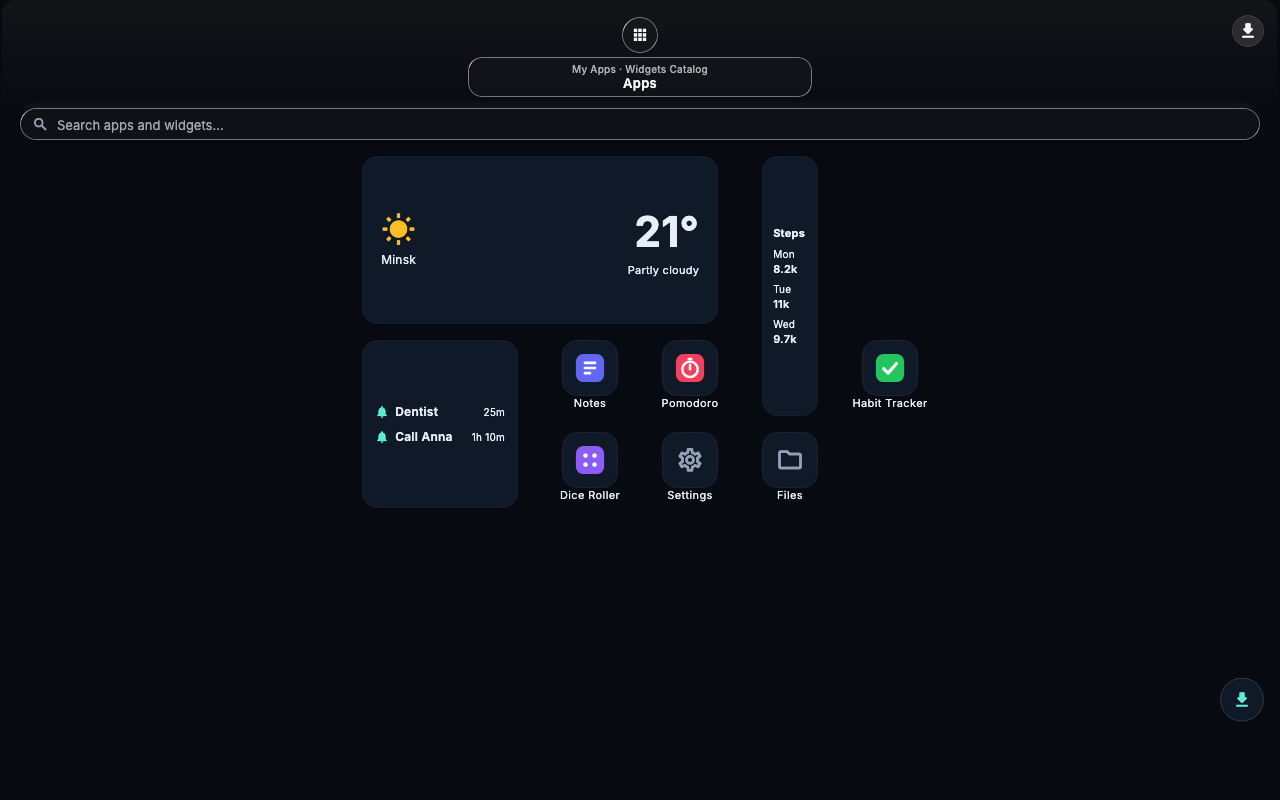 My Apps · Widgets Catalog
Apps
Search apps and widgets...
Minsk
21°
Partly cloudy
Steps
Mon
8.2k
Tue
11k
Wed
9.7k
Dentist 25m
Call Anna 1h 10m
Notes
Pomodoro
Habit Tracker
Dice Roller
Settings
Files